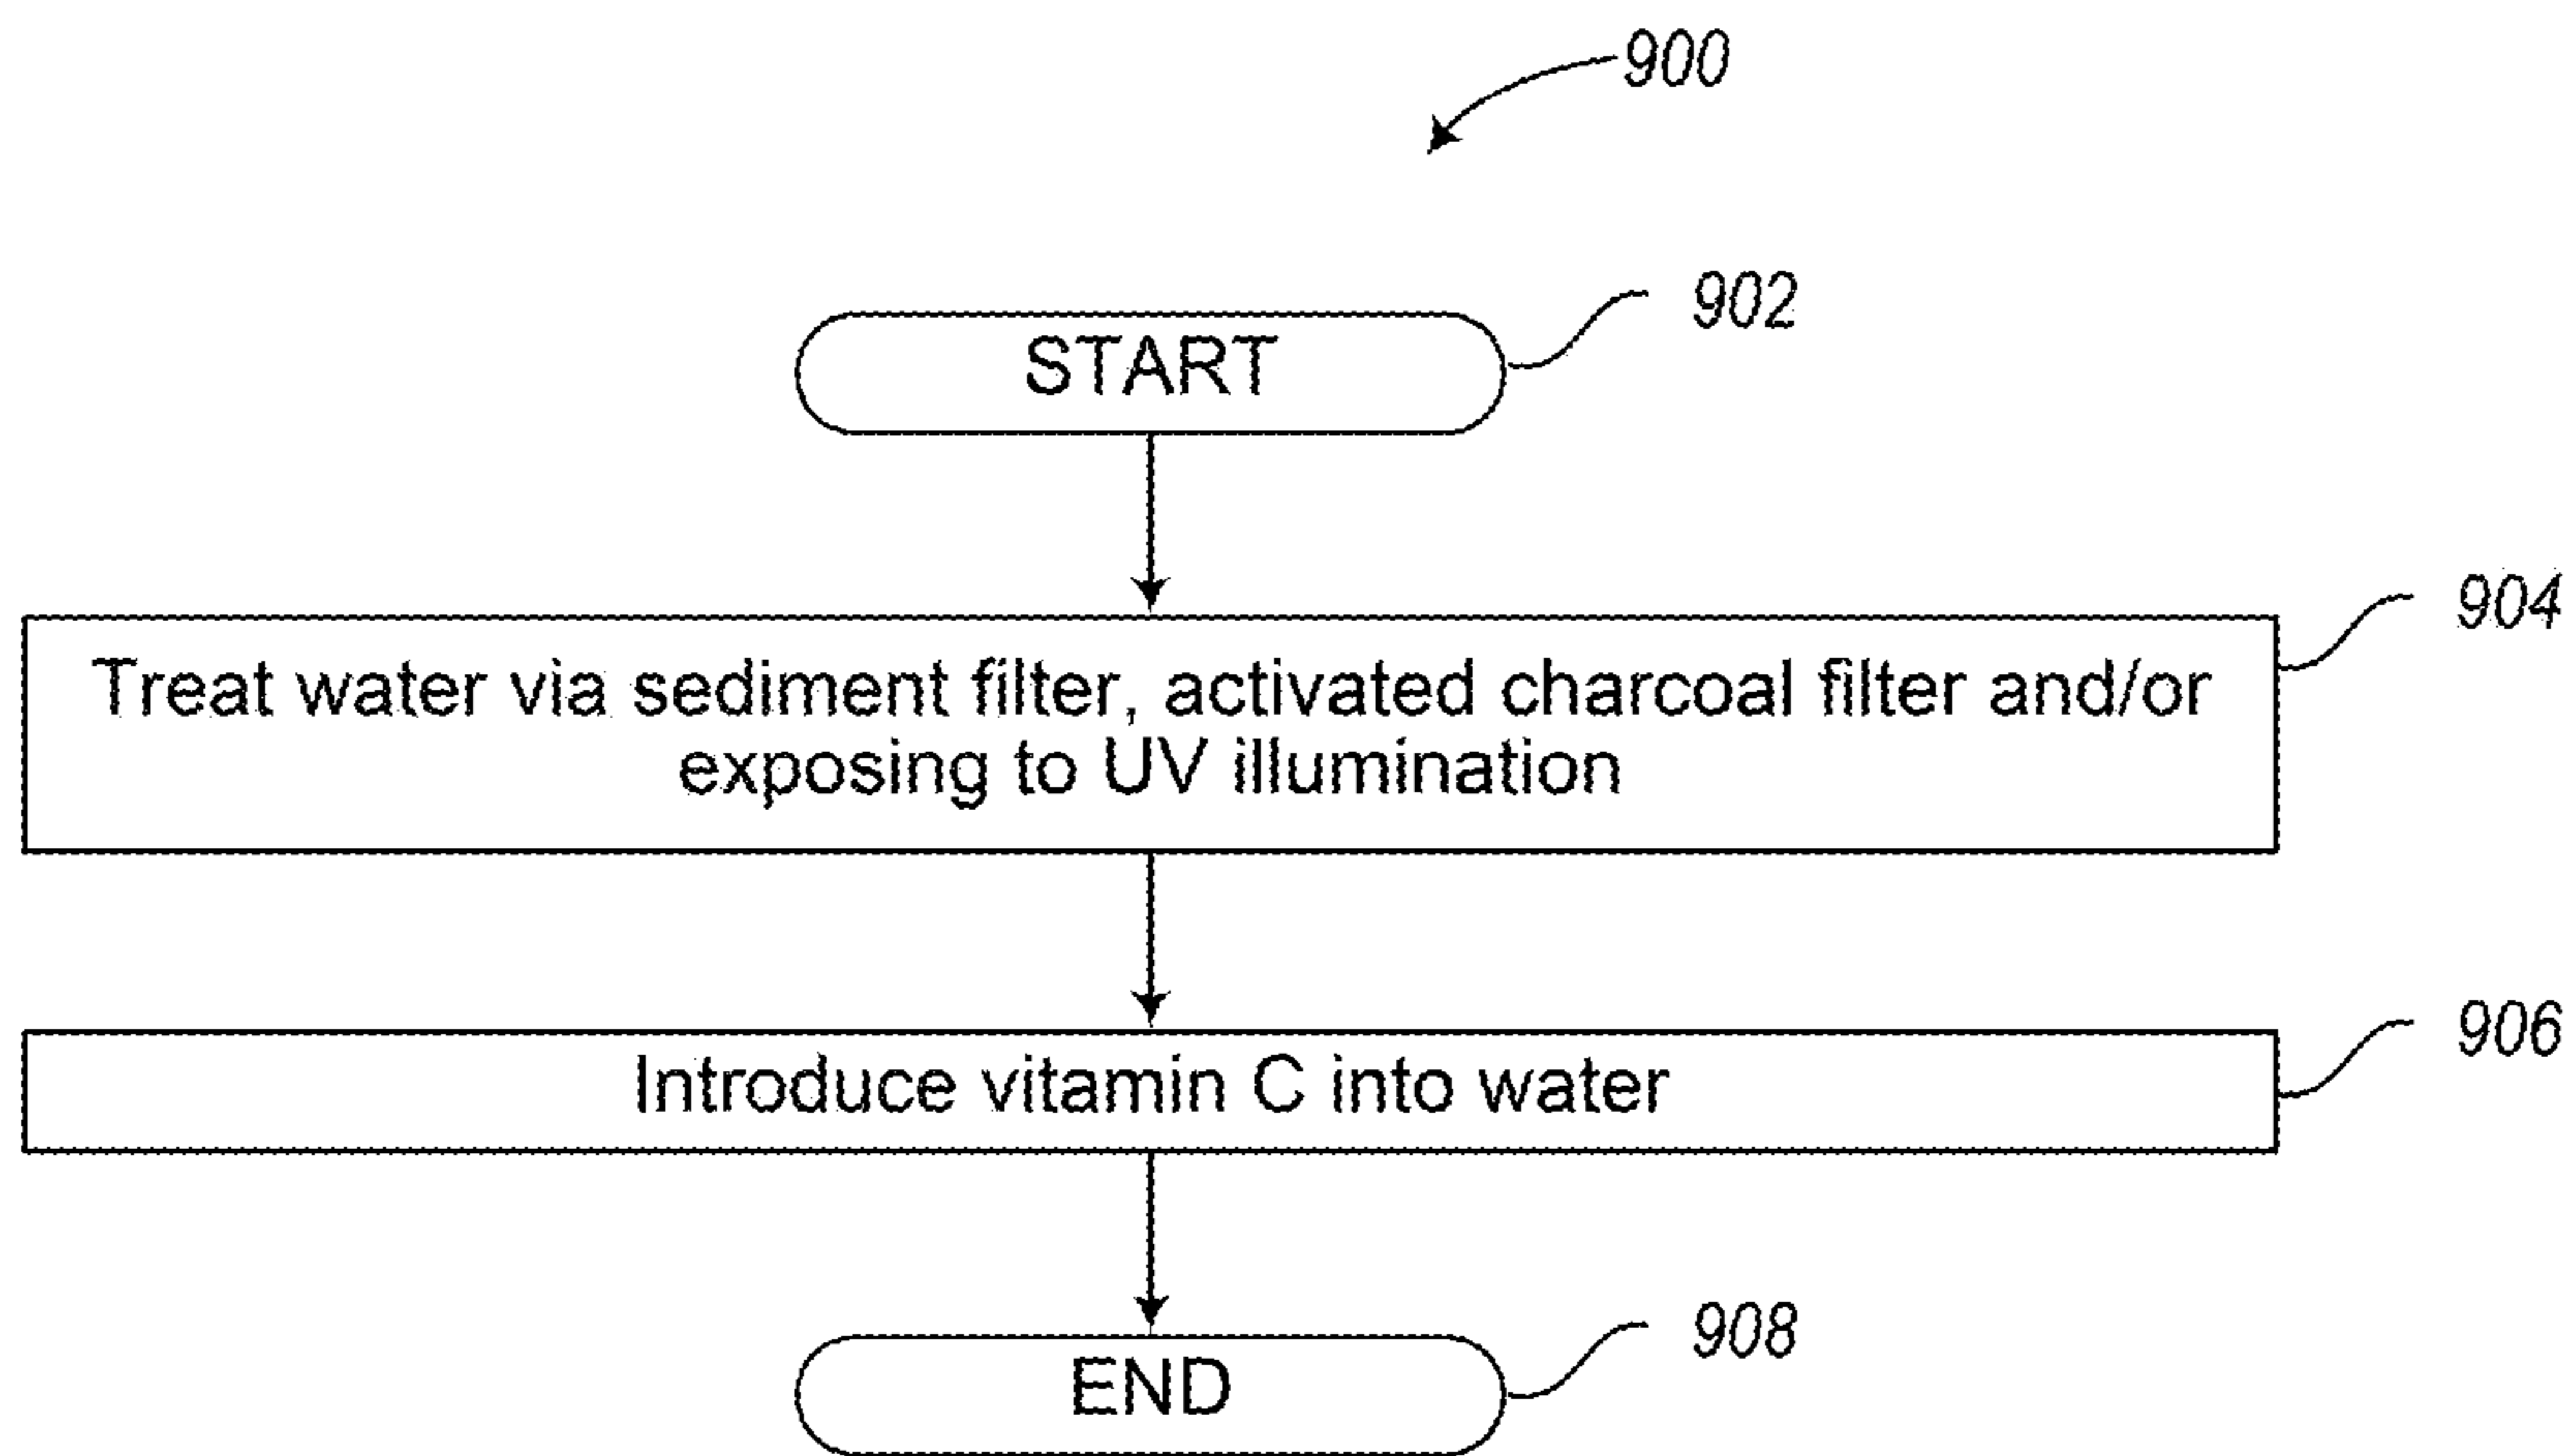 900
START
902
904
Treat water via sediment filter, activated charcoal filter and/or
exposing to UV illumination
906
Introduce vitamin C into water
END
908